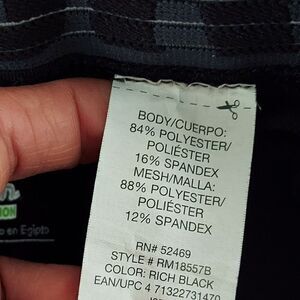 BODY/CUERPO:
84% POLYESTER/
POLIÉSTER
16% SPANDEX
MESH/MALLA:
88% POLYESTER/
POLIÉSTER
12% SPANDEX
RN# 52469
STYLE # RM18557B
COLOR: RICH BLACK
EAN/UPC 4 71322731470
en Egipto